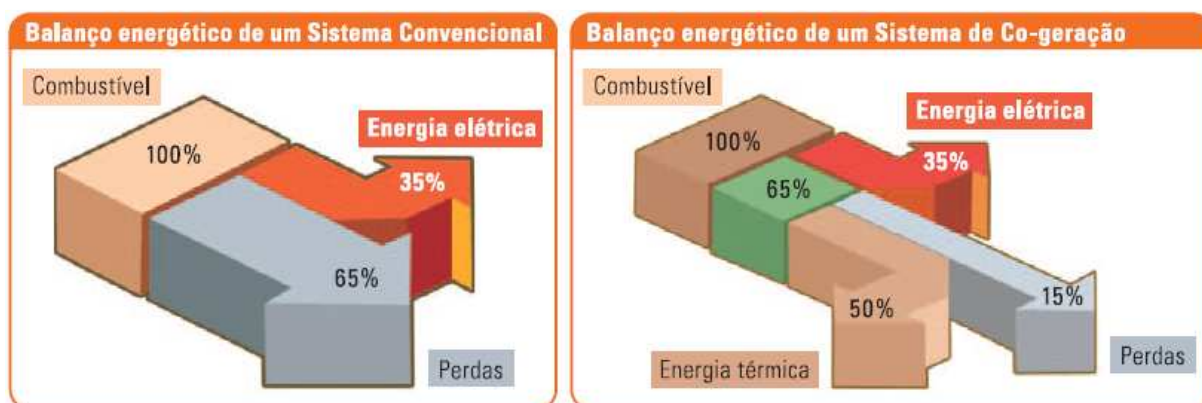 Balanço energético de um Sistema Convencional
Combustível
Energia elétrica
100%
35%
65%
Perdas
Balanço energético de um Sistema de Co-geração
Combustível
Energia elétrica
100%
35%
65%
50%
15%
Energia térmica
Perdas